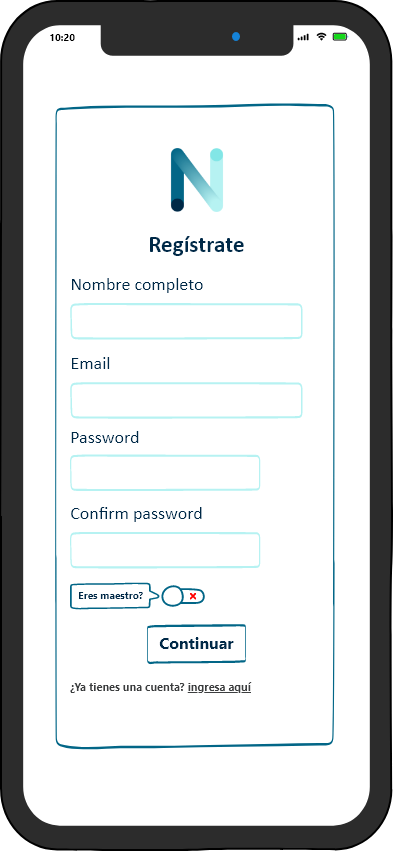 10:20
Regístrate
Nombre completo
Email
Password
Confirm password
Eres maestro?
Continuar
¿Ya tienes una cuenta? ingresa aquí